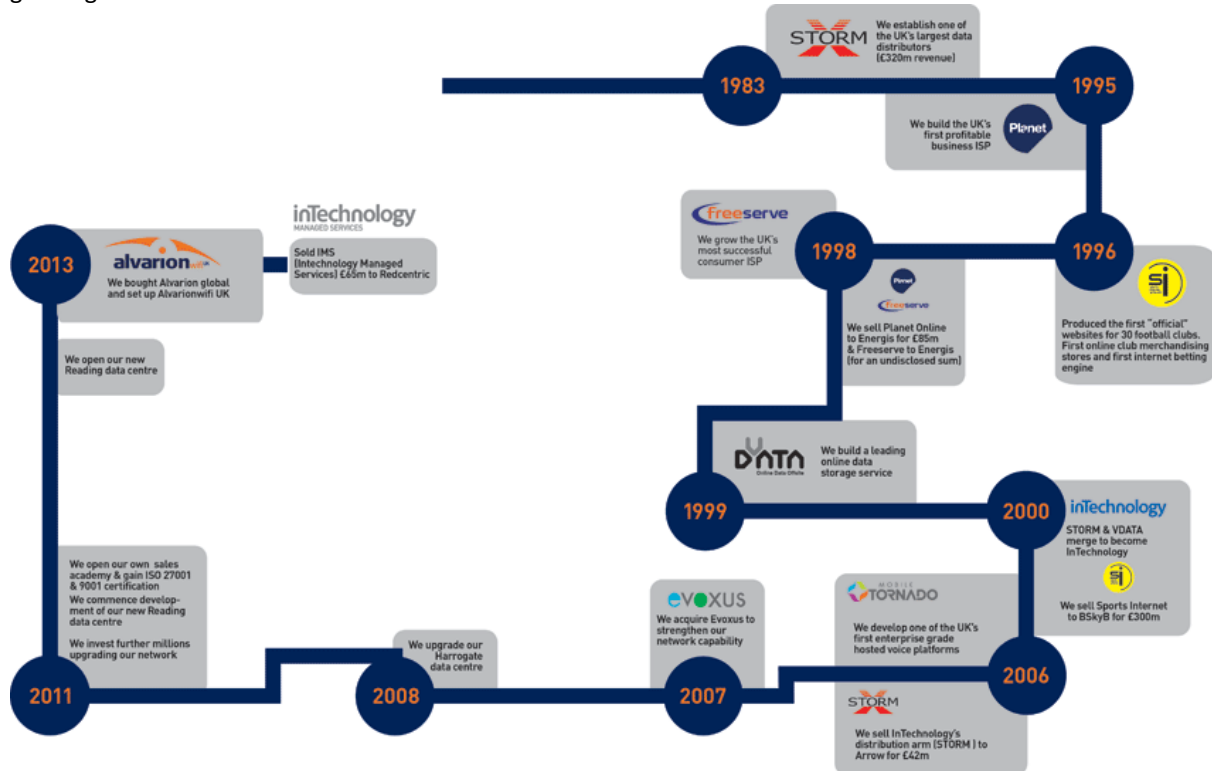 STORM
We establish one of
the UK's largest data
distributors
(£320m revenue)
1983
1995
We build the UK's
first profitable
business ISP
Planet
freeserve
We grow the UK's
most successful
consumer ISP
1998
1996
Planet
freeserve
We sell Planet Online
to Energis for £85m
& Freeserve to Energis
(for an undisclosed sum)
si
Produced the first "official"
websites for 30 football clubs.
First online club merchandising
stores and first internet betting
engine
VDATA
Online Data Offsite
We build a leading
online data
storage service
1999
2000
inTechnology
STORM & VDATA
merge to become
InTechnology
si
We sell Sports Internet
to BSkyB for £300m
MOBILE
TORNADO
We develop one of the UK's
first enterprise grade
hosted voice platforms
2006
STORM
We sell InTechnology's
distribution arm (STORM ) to
Arrow for £42m
evoxus
We acquire Evoxus to
strengthen our
network capability
2007
We upgrade our
Harrogate
data centre
2008
We open our own sales
academy & gain ISO 27001
& 9001 certification
We commence develop-
ment of our new Reading
data centre
We invest further millions
upgrading our network
2011
We open our new
Reading data centre
2013
alvarion
We bought Alvarion global
and set up Alvarionwifi UK
inTechnology
MANAGED SERVICES
Sold IMS
(Intechnology Managed
Services) £65m to Redcentric